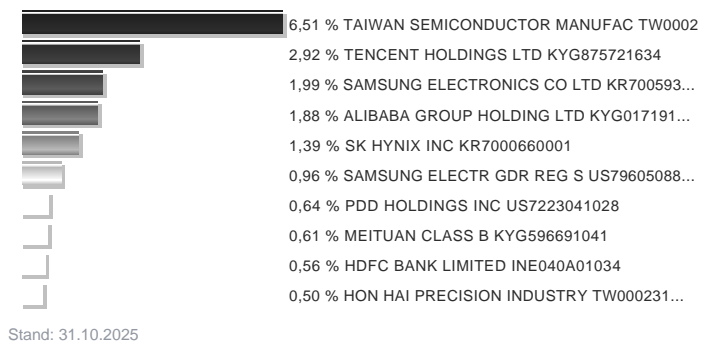 6,51 % TAIWAN SEMICONDUCTOR MANUFAC TW0002
2,92 % TENCENT HOLDINGS LTD KYG875721634
1,99 % SAMSUNG ELECTRONICS CO LTD KR700593...
1,88 % ALIBABA GROUP HOLDING LTD KYG017191...
1,39 % SK HYNIX INC KR7000660001
0,96 % SAMSUNG ELECTR GDR REG S US79605088...
0,64 % PDD HOLDINGS INC US7223041028
0,61 % MEITUAN CLASS B KYG596691041
0,56 % HDFC BANK LIMITED INE040A01034
0,50 % HON HAI PRECISION INDUSTRY TW000231...
Stand: 31.10.2025